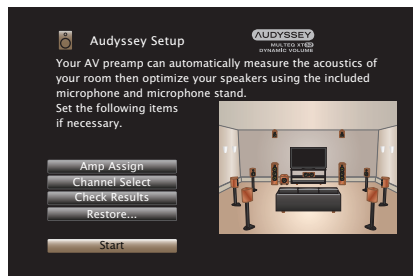 Audyssey Setup
AUDYSSEY
MULTEQ XT32
DYNAMIC VOLUME
Your AV preamp can automatically measure the acoustics of
your room then optimize your speakers using the included
microphone and microphone stand.
Set the following items
if necessary.
Amp Assign
Channel Select
Check Results
Restore...
Start